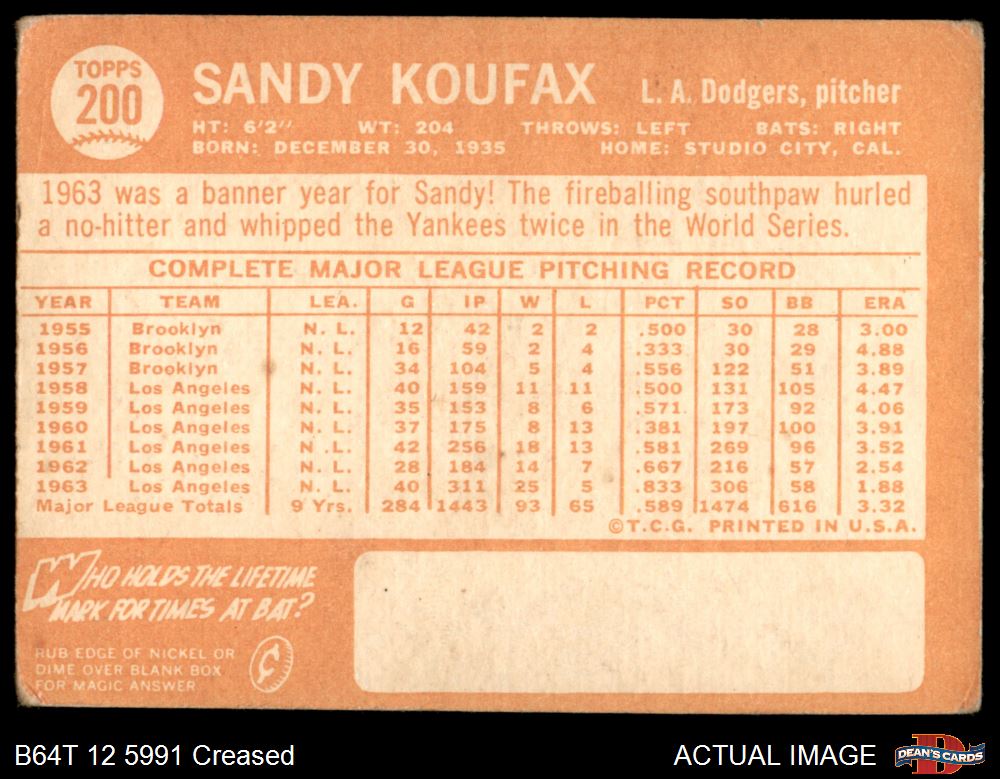 TOPPS
200
SANDY KOUFAX L. A. Dodgers, pitcher
HT: 6'2" WT: 204 THROWS: LEFT BATS: RIGHT
BORN: DECEMBER 30, 1935 HOME: STUDIO CITY, CAL.
1963 was a banner year for Sandy! The fireballing southpaw hurled
a no-hitter and whipped the Yankees twice in the World Series.
COMPLETE MAJOR LEAGUE PITCHING RECORD
YEAR TEAM LEA. G IP W L PCT SO BB ERA
1955 Brooklyn N. L. 12 42 2 2 .500 30 28 3.00
1956 Brooklyn N. L. 16 59 2 4 .333 30 29 4.88
1957 Brooklyn N. L. 34 104 5 4 .556 122 51 3.89
1958 Los Angeles N. L. 40 159 11 11 .500 131 105 4.47
1959 Los Angeles N. L. 35 153 8 6 .571 173 92 4.06
1960 Los Angeles N. L. 37 175 8 13 .381 197 100 3.91
1961 Los Angeles N .L. 42 256 18 13 .581 269 96 3.52
1962 Los Angeles N. L. 28 184 14 7 .667 216 57 2.54
1963 Los Angeles N. L. 40 311 25 5 .833 306 58 1.88
Major League Totals 9 Yrs. 284 1443 93 65 .589 1474 616 3.32
©T.C.G. PRINTED IN U.S.A.
WHO HOLDS THE LIFETIME
MARK FOR TIMES AT BAT?
RUB EDGE OF NICKEL OR
DIME OVER BLANK BOX
FOR MAGIC ANSWER
¢
B64T 12 5991 Creased
ACTUAL IMAGE
DEAN'S CARDS